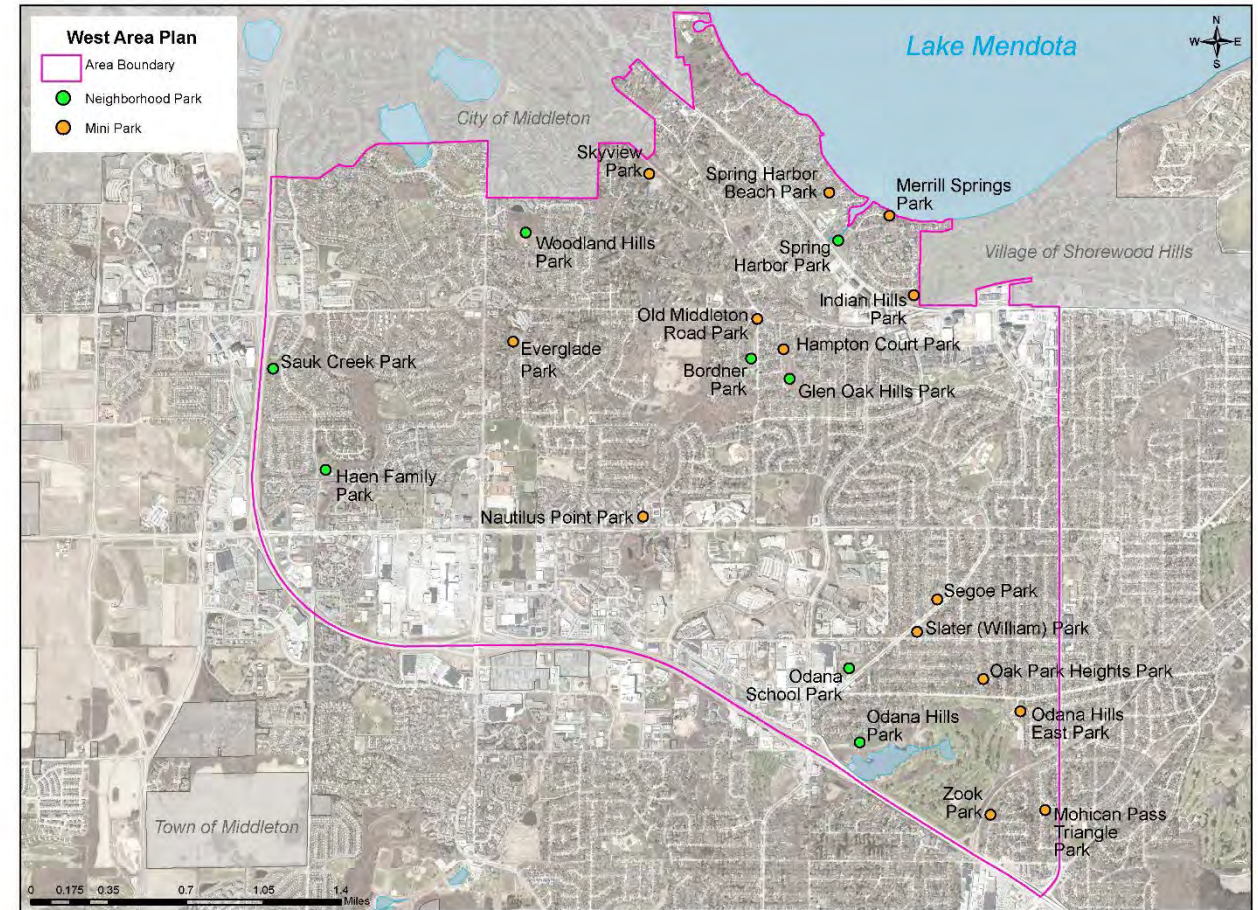 West Area Plan
Area Boundary
Neighborhood Park
Mini Park
N
W E
S
Lake Mendota
City of Middleton
Skyview
Park
Spring Harbor
Beach Park
Merrill Springs
Park
Woodland Hills
Park
Spring
Harbor Park
Village of Shorewood Hills
Indian Hills
Park
Old Middleton
Road Park
Everglade
Park
Hampton Court Park
Sauk Creek Park
Bordner
Park
Glen Oak Hills Park
Haen Family
Park
Nautilus Point Park
Segoe Park
Slater (William) Park
Odana
School Park
Oak Park Heights Park
Odana Hills
Park
Odana Hills
East Park
Zook
Park
Mohican Pass
Triangle
Park
Town of Middleton
0 0.175 0.35 0.7 1.05 1.4
Miles